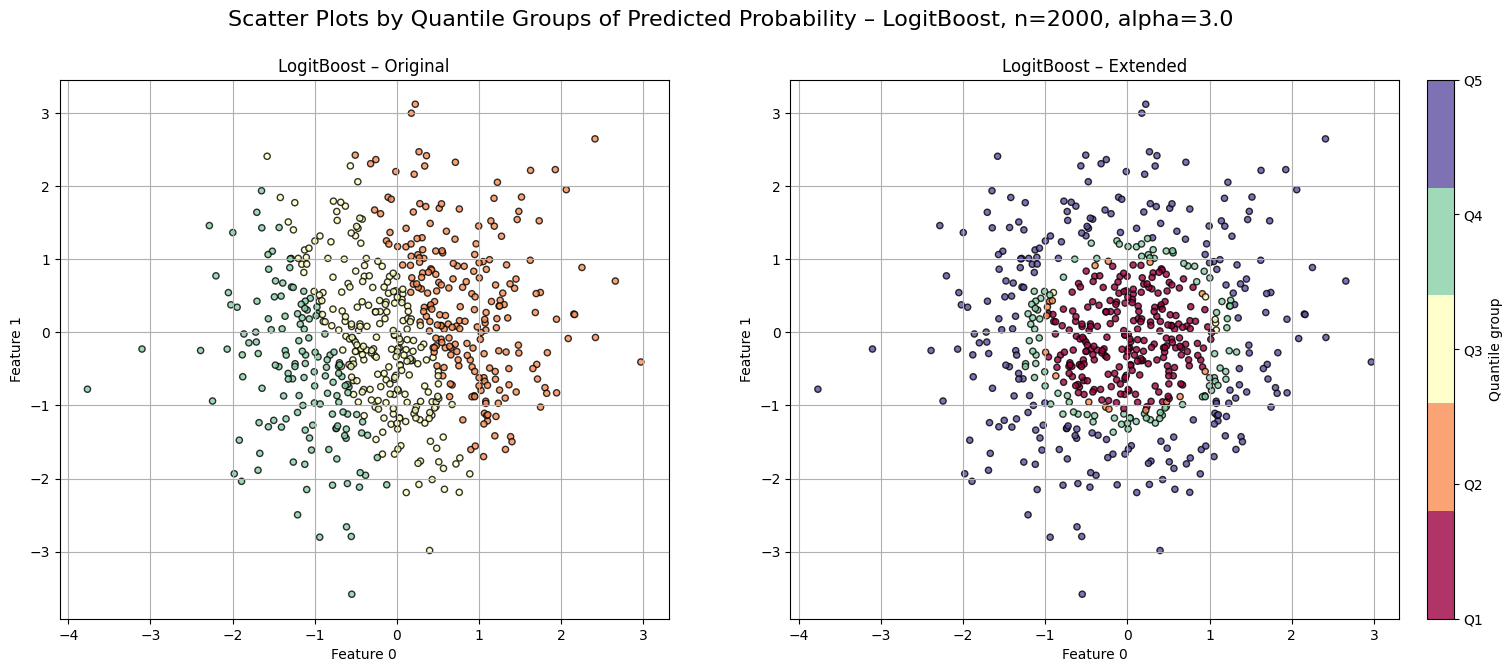 Scatter Plots by Quantile Groups of Predicted Probability – LogitBoost, n=2000, alpha=3.0
LogitBoost – Original
Feature 1
3
2
1
0
−1
−2
−3
−4 −3 −2 −1 0 1 2 3
Feature 0
LogitBoost – Extended
Feature 1
3
2
1
0
−1
−2
−3
−4 −3 −2 −1 0 1 2 3
Feature 0
Q5
Q4
Q3
Q2
Q1
Quantile group